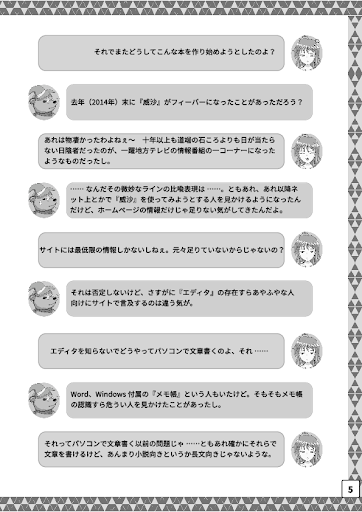 それでまたどうしてこんな本を作り始めようとしたのよ？
去年（2014年）末に『威沙』がフィーバーになったことがあっただろう？
あれは物凄かったわよねぇ〜　十年以上も道端の石ころよりも日が当たら
ない日陰者だったのが、一躍地方テレビの情報番組の一コーナーになった
ようなものだったし。
…… なんだその微妙なラインの比喩表現は ……。ともあれ、あれ以降ネ
ット上とかで『威沙』を使ってみようとする人を見かけるようになったん
だけど、ホームページの情報だけじゃ足りない気がしてきたんだよ。
サイトには最低限の情報しかないしねぇ。元々足りていないからじゃないの？
それは否定しないけど、さすがに『エディタ』の存在すらあやふやな人
向けにサイトで言及するのは違う気が。
エディタを知らないでどうやってパソコンで文章書くのよ、それ ……
Word、Windows 付属の『メモ帳』という人もいたけど。そもそもメモ帳
の認識すら危うい人を見かけたことがあったし。
それってパソコンで文章書く以前の問題じゃ ……ともあれ確かにそれらで
文章を書けるけど、あんまり小説向きというか長文向きじゃないような。
5